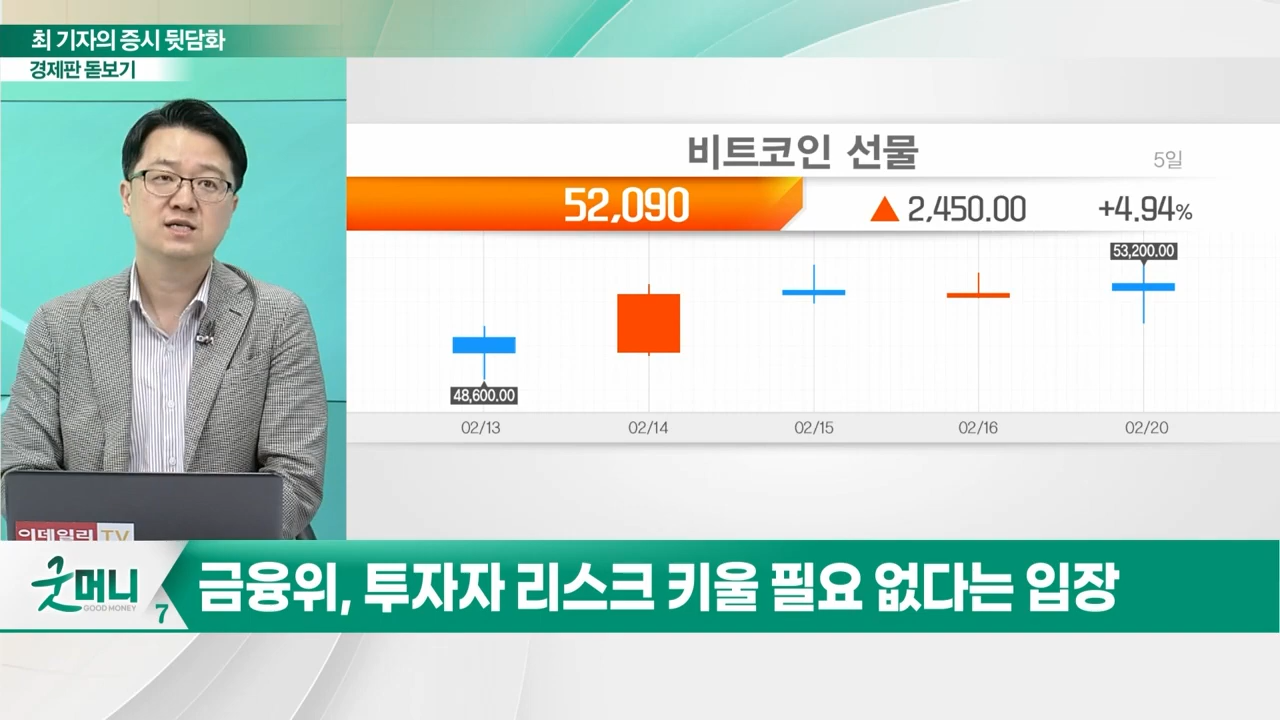 최 기자의 증시 뒷담화
경제판 돋보기
비트코인 선물
5일
52,090
▲ 2,450.00
+4.94%
53,200.00
48,600.00
02/13
02/14
02/15
02/16
02/20
이데일리 TV
굿머니
GOOD MONEY
7
금융위, 투자자 리스크 키울 필요 없다는 입장